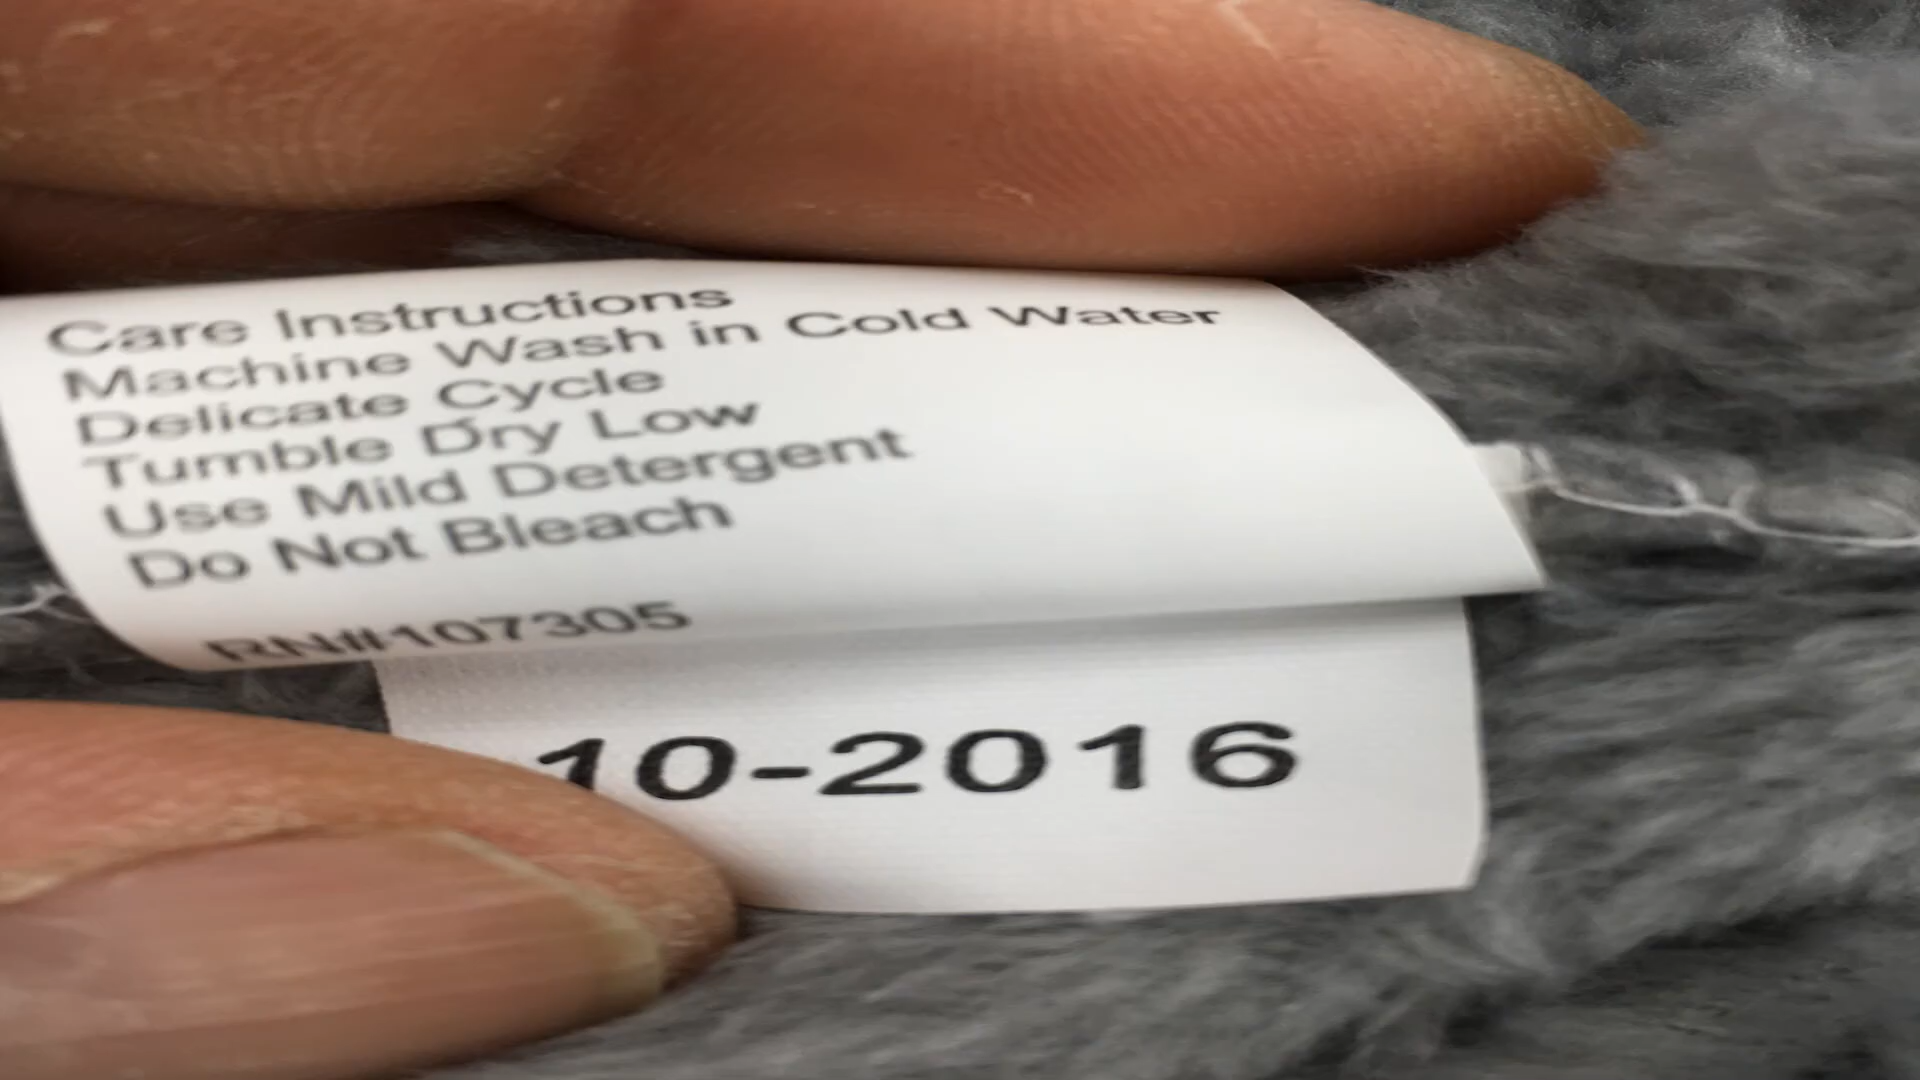 Care Instructions
Machine Wash in Cold Water
Delicate Cycle
Tumble Dry Low
Use Mild Detergent
Do Not Bleach
RN#107305
10-2016